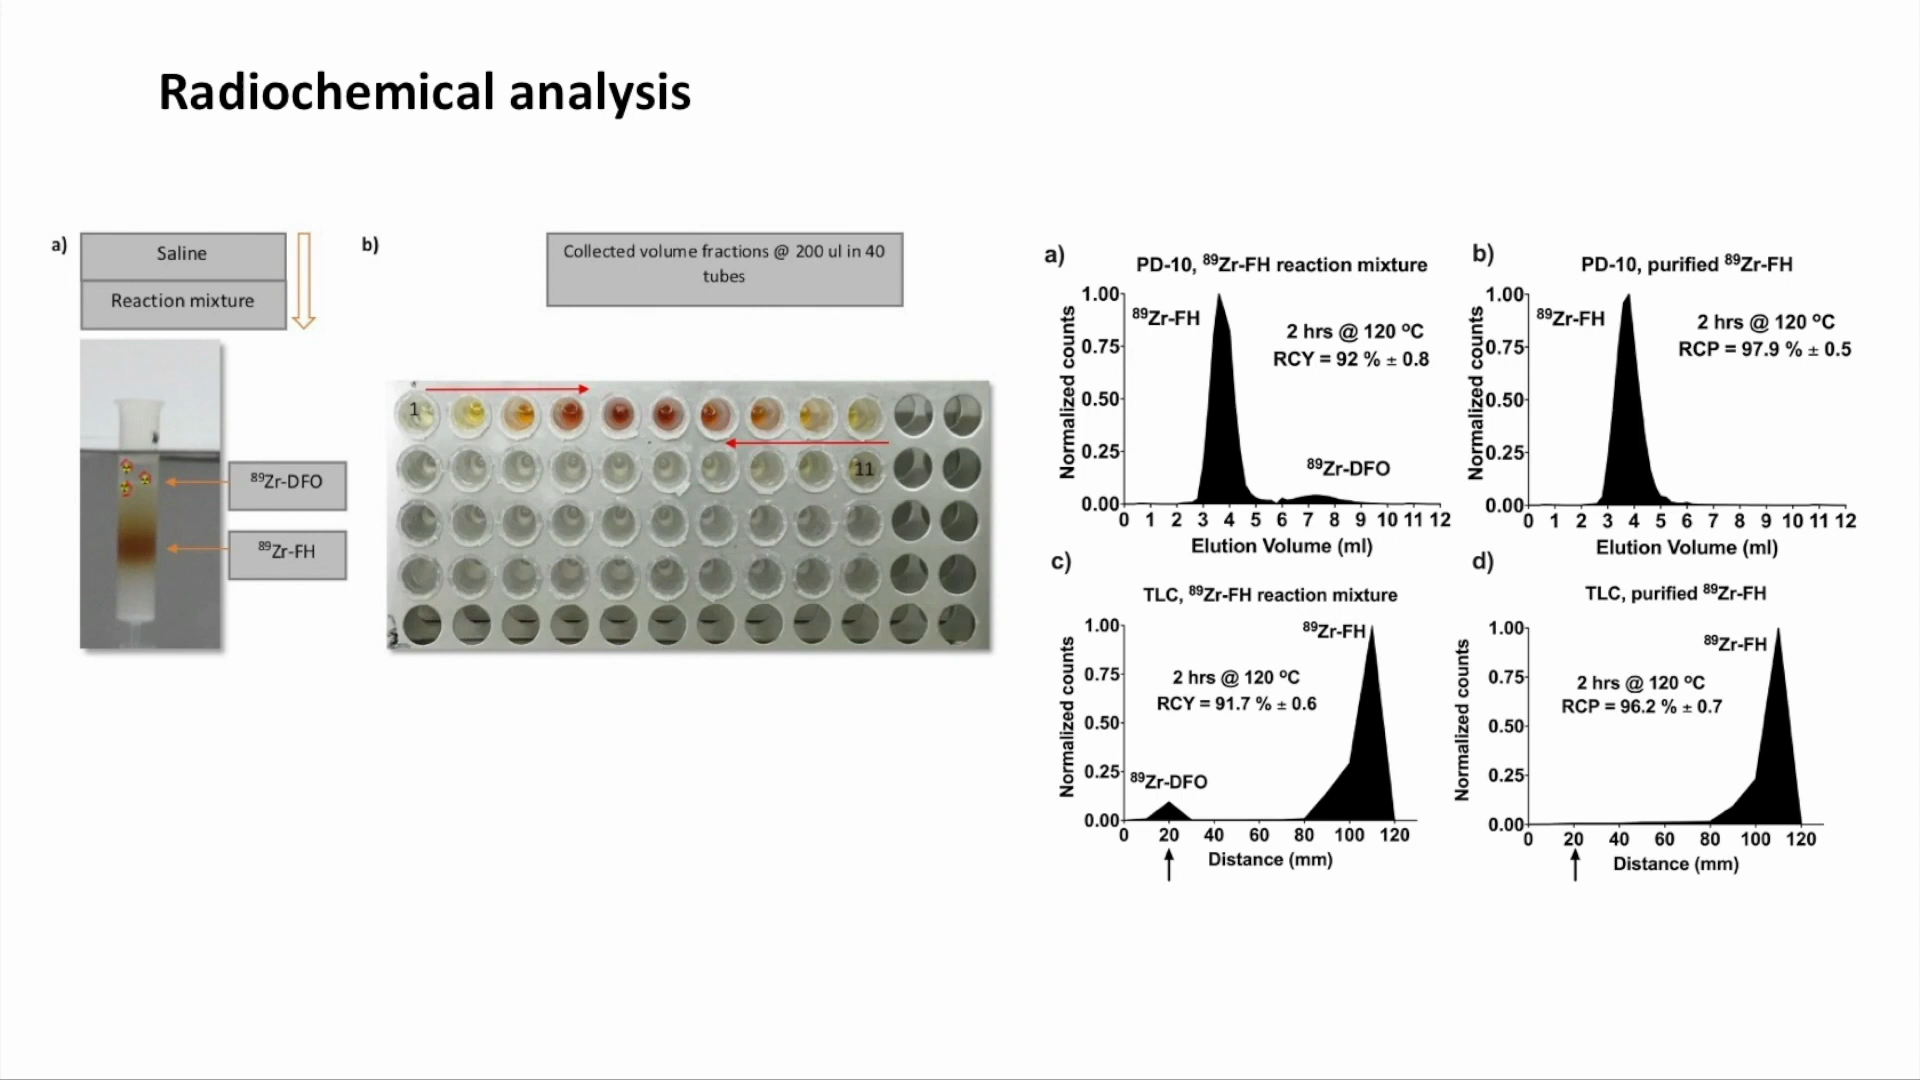 Radiochemical analysis
a)
Saline
Reaction mixture
⁸⁹Zr-DFO
⁸⁹Zr-FH
b)
Collected volume fractions @ 200 ul in 40
tubes
1
11
a)
PD-10, ⁸⁹Zr-FH reaction mixture
Normalized counts
1.00
0.75
0.50
0.25
0.00
⁸⁹Zr-FH
2 hrs @ 120 ºC
RCY = 92 % ± 0.8
⁸⁹Zr-DFO
0 1 2 3 4 5 6 7 8 9 10 11 12
Elution Volume (ml)
b)
PD-10, purified ⁸⁹Zr-FH
Normalized counts
1.00
0.75
0.50
0.25
0.00
⁸⁹Zr-FH
2 hrs @ 120 ºC
RCP = 97.9 % ± 0.5
0 1 2 3 4 5 6 7 8 9 10 11 12
Elution Volume (ml)
c)
TLC, ⁸⁹Zr-FH reaction mixture
Normalized counts
1.00
0.75
0.50
0.25
0.00
⁸⁹Zr-FH
2 hrs @ 120 ºC
RCY = 91.7 % ± 0.6
⁸⁹Zr-DFO
0 20 40 60 80 100 120
Distance (mm)
d)
TLC, purified ⁸⁹Zr-FH
Normalized counts
1.00
0.75
0.50
0.25
0.00
⁸⁹Zr-FH
2 hrs @ 120 ºC
RCP = 96.2 % ± 0.7
0 20 40 60 80 100 120
Distance (mm)